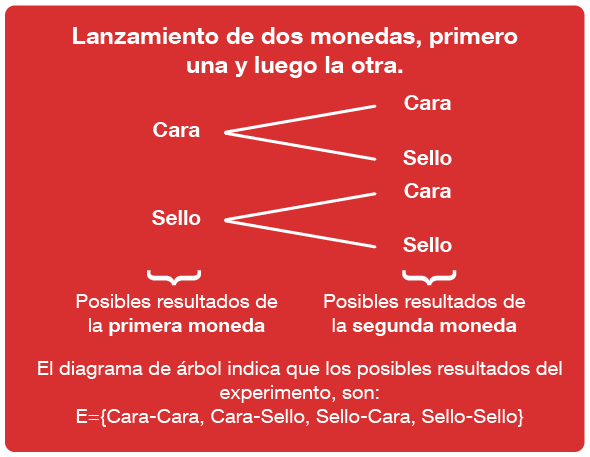 Lanzamiento de dos monedas, primero
una y luego la otra.
Cara
Cara
Sello
Sello
Cara
Sello
Posibles resultados de
la primera moneda
Posibles resultados de
la segunda moneda
El diagrama de árbol indica que los posibles resultados del
experimento, son:
E={Cara-Cara, Cara-Sello, Sello-Cara, Sello-Sello}